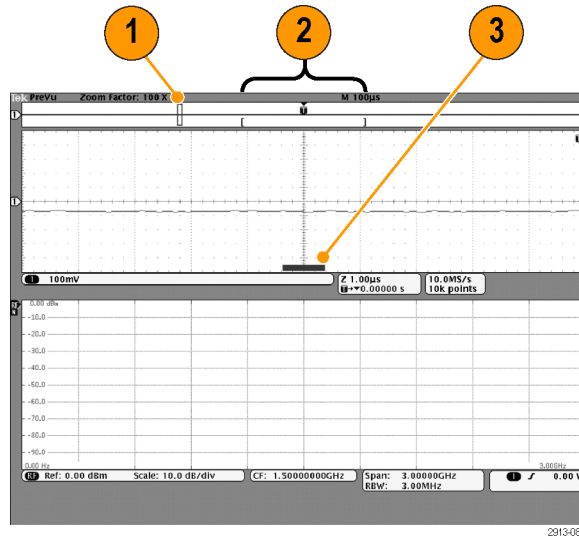 1 2 3
Tek PreVu Zoom Factor: 100 X M 100µs
T
1
1
1 100mV
Z 1.00µs
T→▼0.00000 s
10.0MS/s
10k points
RF
N
0.00 dBm
-10.0
-20.0
-30.0
-40.0
-50.0
-60.0
-70.0
-80.0
-90.0
0.00 Hz 3.00GHz
RF Ref: 0.00 dBm Scale: 10.0 dB/div CF: 1.50000000GHz
Span: 3.00000GHz
RBW: 3.00MHz
1 0.00 V
2913-08